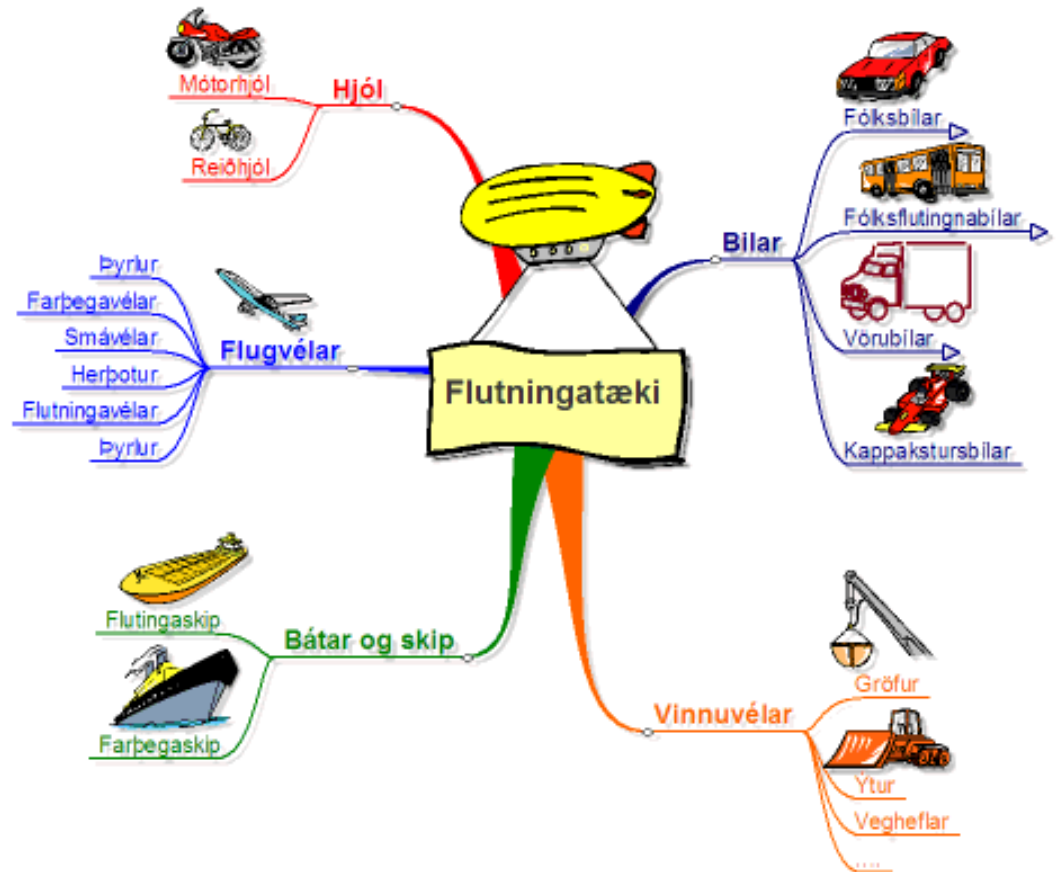 Flutningatæki
Hjól
Mótorhjól
Reiðhjól
Bílar
Fólksbílar
Fólksflutingnabílar
Vörubílar
Kappakstursbílar
Flugvélar
Þyrlur
Farþegavélar
Smávélar
Herþotur
Flutningavélar
Þyrlur
Bátar og skip
Flutingaskip
Farþegaskip
Vinnuvélar
Gröfur
Ýtur
Vegheflar
....